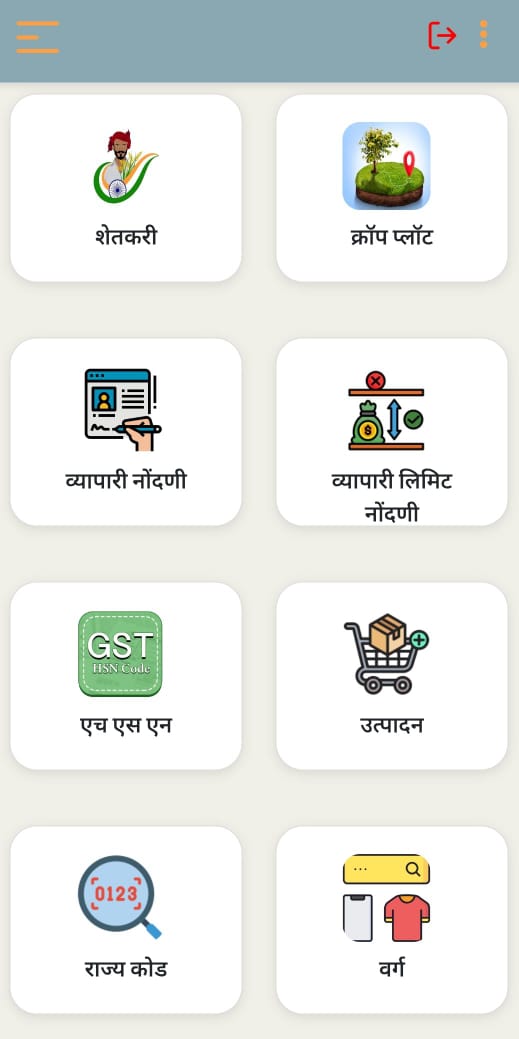 शेतकरी
क्रॉप प्लॉट
व्यापारी नोंदणी
व्यापारी लिमिट
नोंदणी
GST
HSN Code
एच एस एन
उत्पादन
0123
राज्य कोड
वर्ग